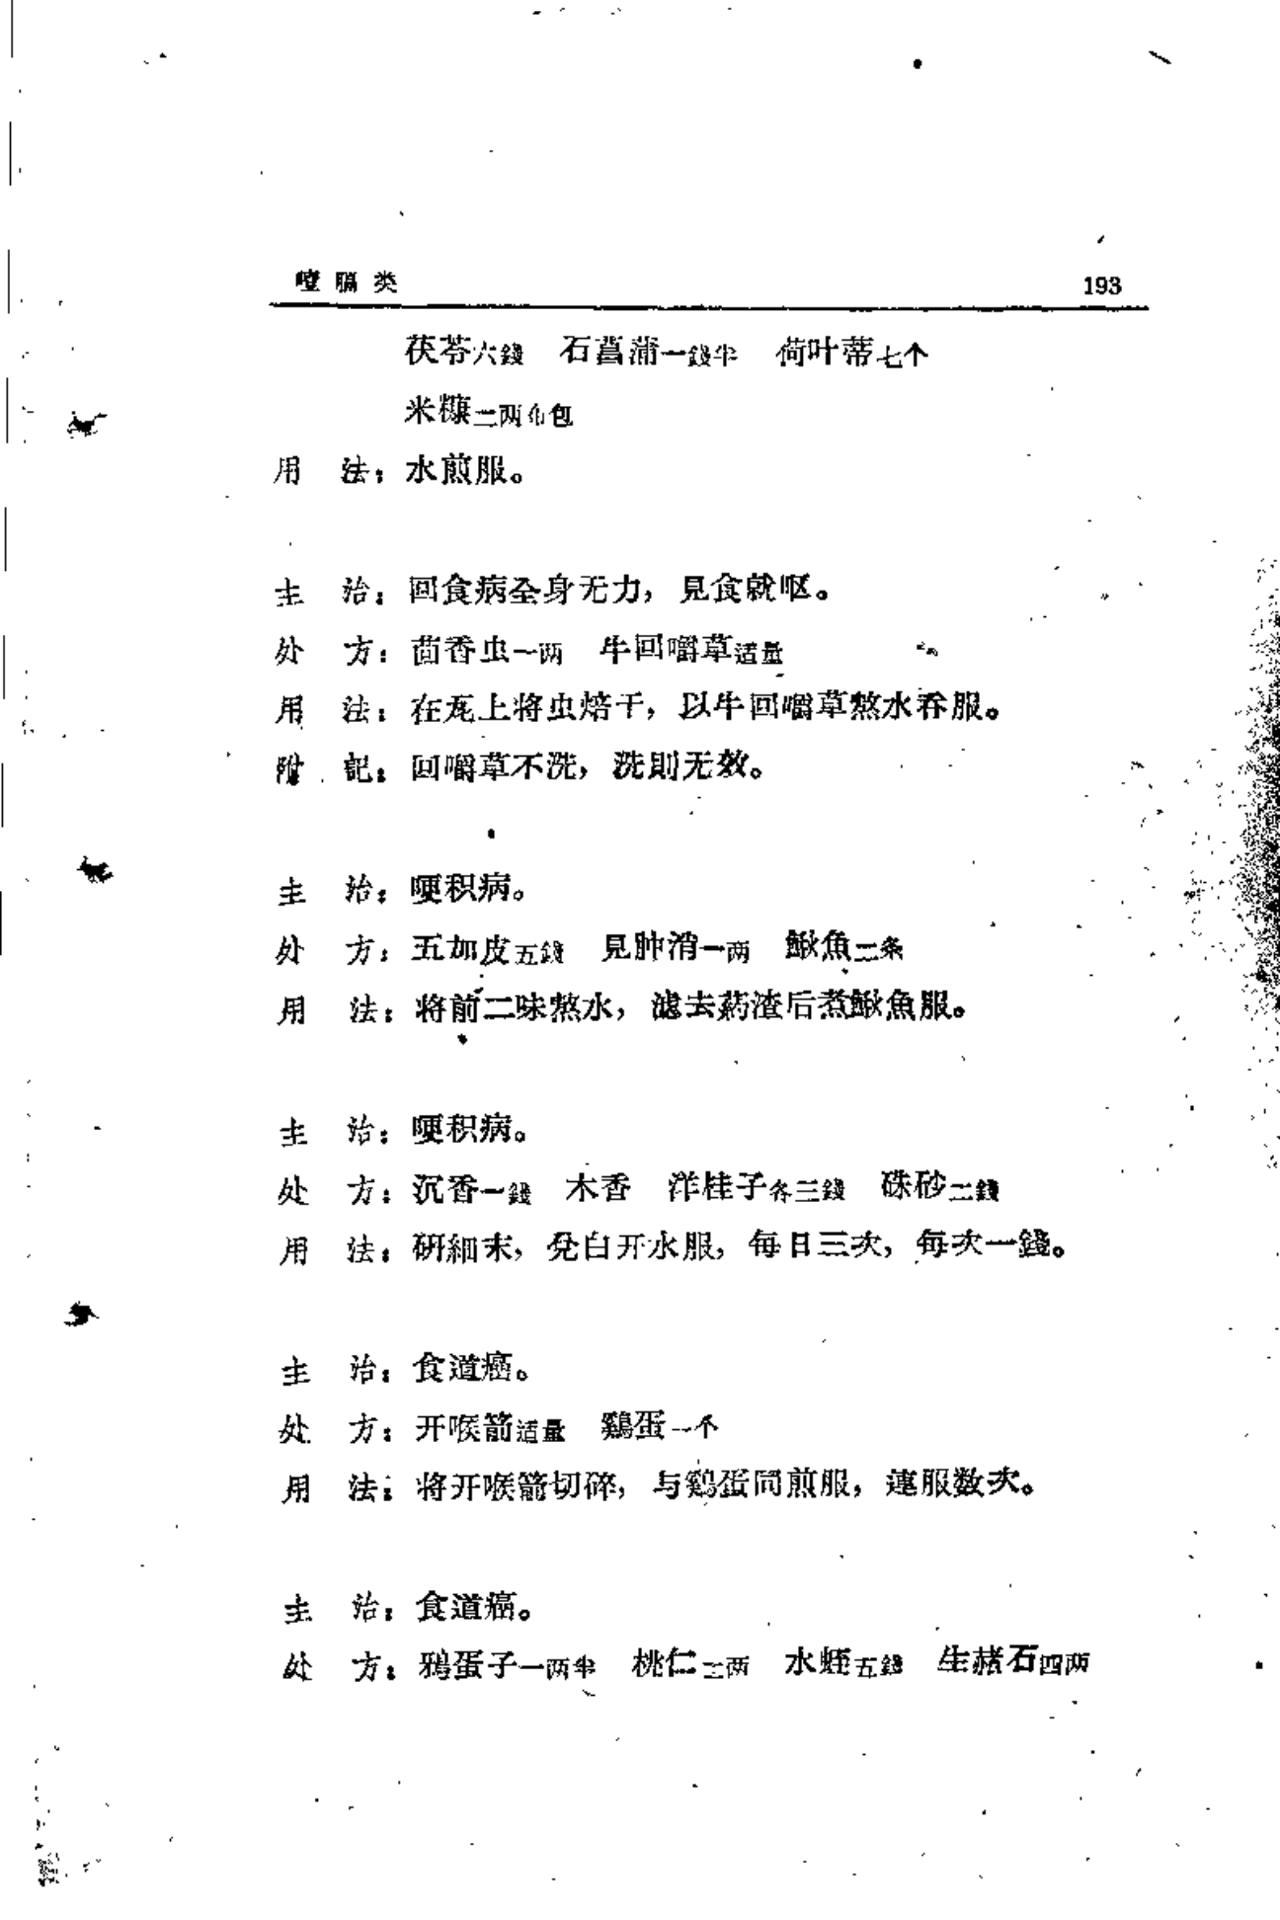 噎膈类 193
茯苓六錢 石菖蒲一錢半 荷叶蒂七个
米糠二两布包
用 法：水煎服。
主 治：回食病全身无力，見食就呕。
处 方：茴香虫一两 牛回嚼草适量
用 法：在瓦上将虫焙干，以牛回嚼草熬水吞服。
附 記：回嚼草不洗，洗則无效。
主 治：哽积病。
处 方：五加皮五錢 見肿消一两 鰍魚二条
用 法：将前二味熬水，滤去葯渣后煮鰍魚服。
主 治：哽积病。
处 方：沉香一錢 木香 洋桂子各三錢 硃砂二錢
用 法：研細末，兌白开水服，每日三次，每次一錢。
主 治：食道癌。
处 方：开喉箭适量 鷄蛋一个
用 法：将开喉箭切碎，与鷄蛋同煎服，連服数次。
主 治：食道癌。
处 方：鴉蛋子一两半 桃仁二两 水蛭五錢 生赭石四两